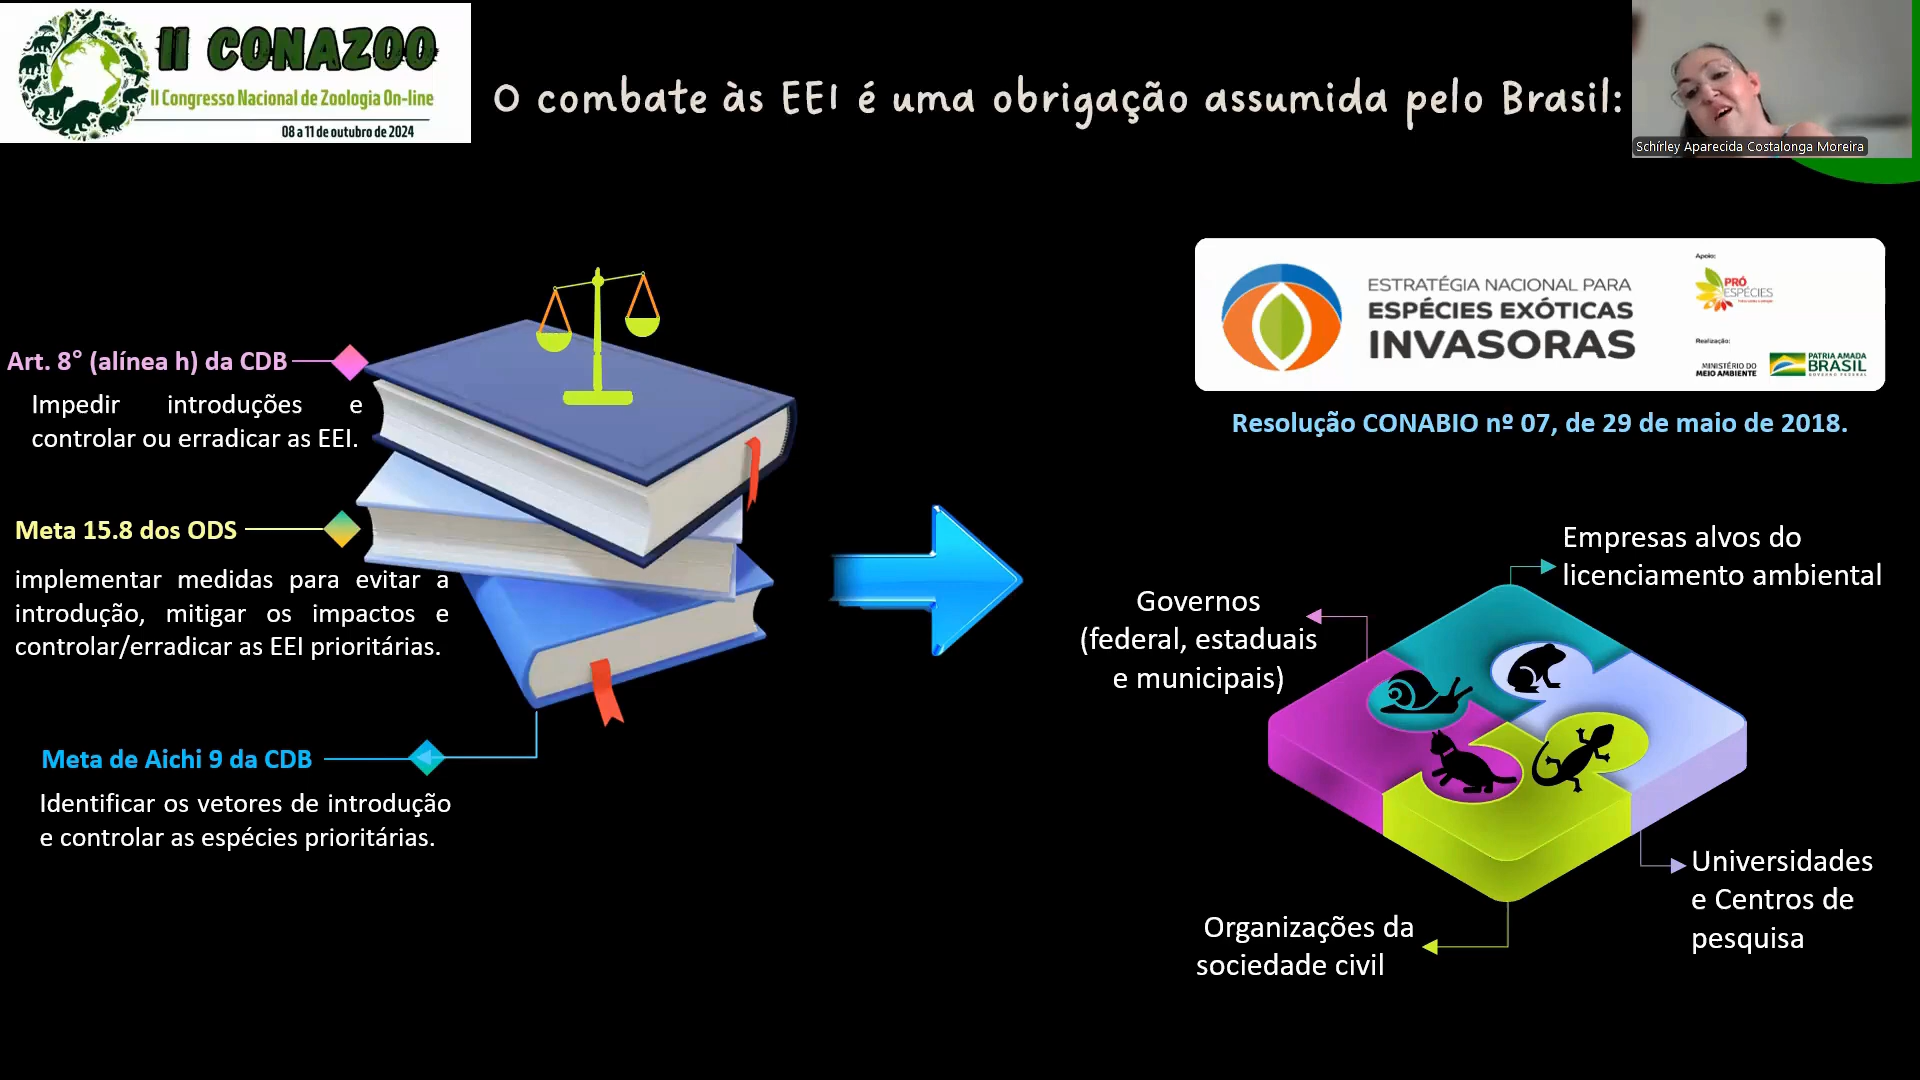 II CONAZOO
II Congresso Nacional de Zoologia On-line
08 a 11 de outubro de 2024
O combate às EEI é uma obrigação assumida pelo Brasil:
Schírley Aparecida Costalonga Moreira
Art. 8° (alínea h) da CDB
Impedir introduções e
controlar ou erradicar as EEI.
Meta 15.8 dos ODS
implementar medidas para evitar a
introdução, mitigar os impactos e
controlar/erradicar as EEI prioritárias.
Meta de Aichi 9 da CDB
Identificar os vetores de introdução
e controlar as espécies prioritárias.
ESTRATÉGIA NACIONAL PARA
ESPÉCIES EXÓTICAS
INVASORAS
Apoio:
PRÓ
ESPÉCIES
Realização:
MINISTÉRIO DO
MEIO AMBIENTE
PATRIA AMADA
BRASIL
GOVERNO FEDERAL
Resolução CONABIO nº 07, de 29 de maio de 2018.
Empresas alvos do
licenciamento ambiental
Governos
(federal, estaduais
e municipais)
Universidades
e Centros de
pesquisa
Organizações da
sociedade civil